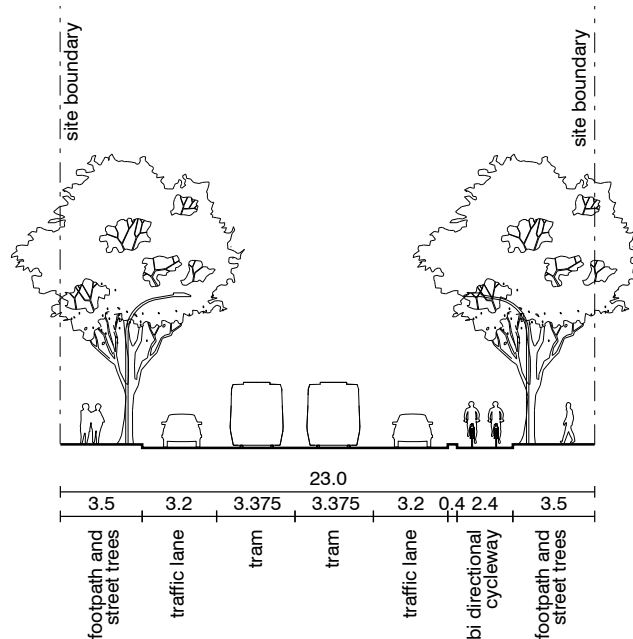 site boundary
site boundary
23.0
3.5
3.2
3.375
3.375
3.2
0.4
2.4
3.5
footpath and
street trees
traffic lane
tram
tram
traffic lane
bi directional
cycleway
footpath and
street trees